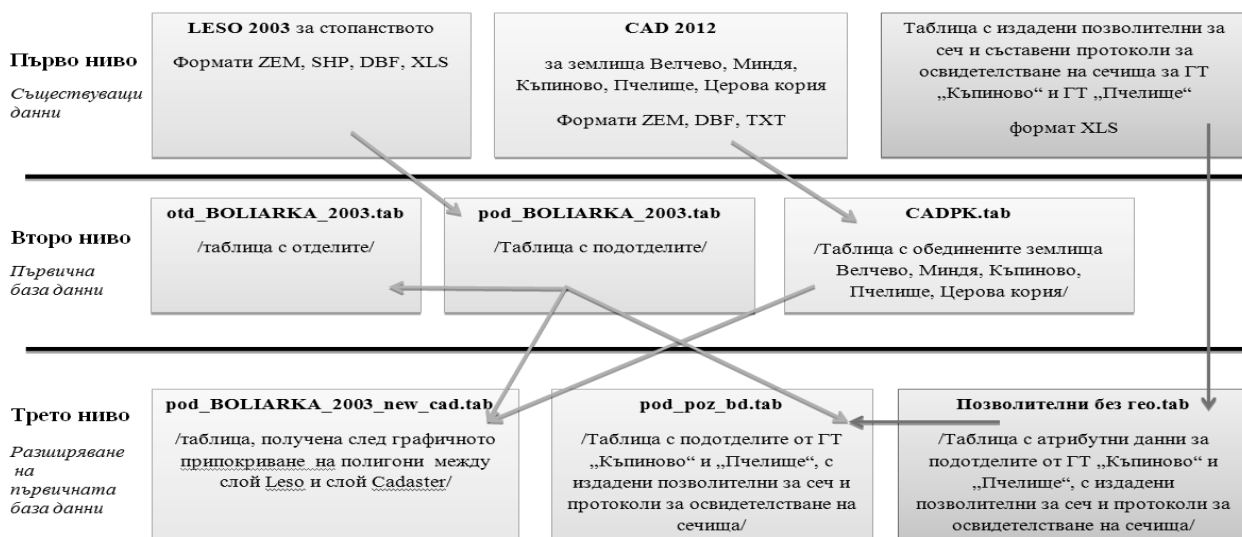 Първо ниво
Съществуващи
данни
LESO 2003 за стопанството
Формати ZEM, SHP, DBF, XLS
CAD 2012
за землища Велчево, Миндя,
Къпиново, Пчелище, Церова кория
Формати ZEM, DBF, TXT
Таблица с издадени позволителни за
сеч и съставени протоколи за
освидетелстване на сечища за ГТ
„Къпиново“ и ГТ „Пчелище“
формат XLS
Второ ниво
Първична
база данни
otd_BOLIARKA_2003.tab
/таблица с отделите/
pod_BOLIARKA_2003.tab
/Таблица с подотделите/
CADPK.tab
/Таблица с обединените землища
Велчево, Миндя, Къпиново,
Пчелище, Церова кория/
Трето ниво
Разширяване
на
първичната
база данни
pod_BOLIARKA_2003_new_cad.tab
/таблица, получена след графичното
припокриване на полигони между
слой Leso и слой Cadaster/
pod_poz_bd.tab
/Таблица с подотделите от ГТ
„Къпиново“ и „Пчелище“, с
издадени позволителни за сеч и
протоколи за освидетелстване на
сечища/
Позволителни без гео.tab
/Таблица с атрибутни данни за
подотделите от ГТ „Къпиново“ и
„Пчелище“, с издадени
позволителни за сеч и протоколи за
освидетелстване на сечища/